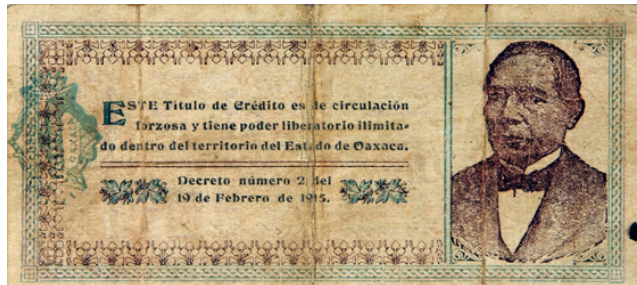 ESTE Título de Crédito es de circulación
forzosa y tiene poder liberatorio ilimita-
do dentro del territorio del Estado de Oaxaca.
Decreto número 2 del
19 de Febrero de 1915.